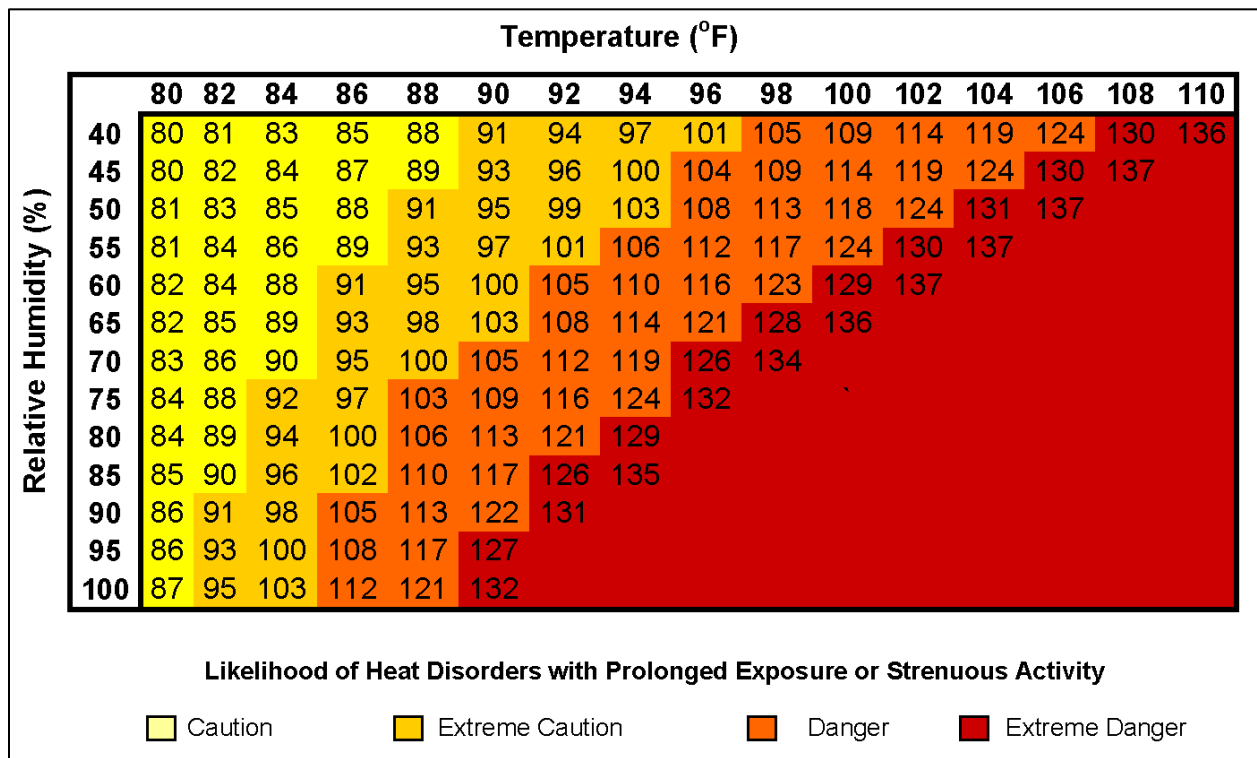 Temperature (°F)
80 82 84 86 88 90 92 94 96 98 100 102 104 106 108 110
Relative Humidity (%)
40 80 81 83 85 88 91 94 97 101 105 109 114 119 124 130 136
45 80 82 84 87 89 93 96 100 104 109 114 119 124 130 137
50 81 83 85 88 91 95 99 103 108 113 118 124 131 137
55 81 84 86 89 93 97 101 106 112 117 124 130 137
60 82 84 88 91 95 100 105 110 116 123 129 137
65 82 85 89 93 98 103 108 114 121 128 136
70 83 86 90 95 100 105 112 119 126 134
75 84 88 92 97 103 109 116 124 132 `
80 84 89 94 100 106 113 121 129
85 85 90 96 102 110 117 126 135
90 86 91 98 105 113 122 131
95 86 93 100 108 117 127
100 87 95 103 112 121 132
Likelihood of Heat Disorders with Prolonged Exposure or Strenuous Activity
Caution Extreme Caution Danger Extreme Danger